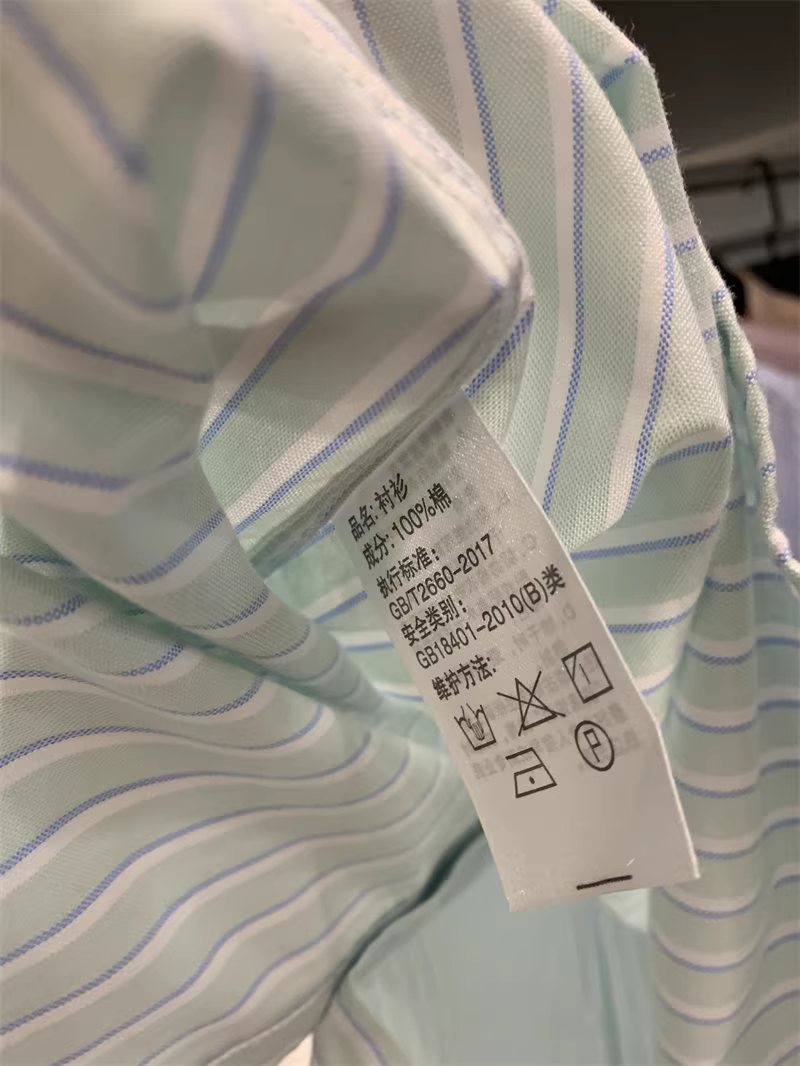 品名: 衬衫
成分: 100%棉
执行标准:
GB/T2660-2017
安全类别:
GB18401-2010(B)类
维护方法:
P